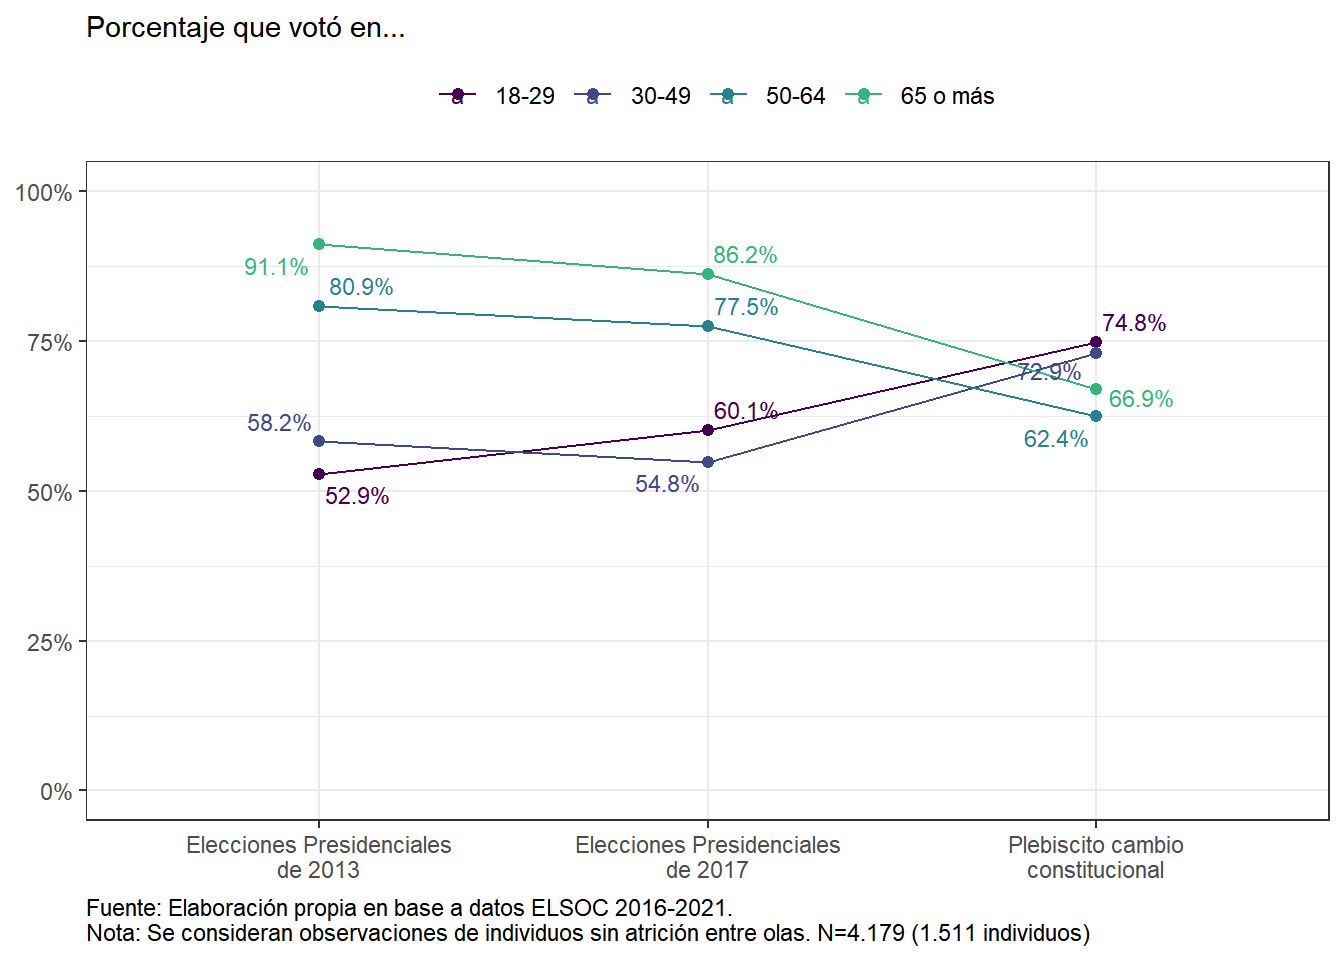 Porcentaje que votó en...
a 18-29 a 30-49 a 50-64 a 65 o más
100%
75%
50%
25%
0%
91.1%
80.9%
58.2%
52.9%
86.2%
77.5%
60.1%
54.8%
74.8%
72.9%
66.9%
62.4%
Elecciones Presidenciales
de 2013
Elecciones Presidenciales
de 2017
Plebiscito cambio
constitucional
Fuente: Elaboración propia en base a datos ELSOC 2016-2021.
Nota: Se consideran observaciones de individuos sin atrición entre olas. N=4.179 (1.511 individuos)